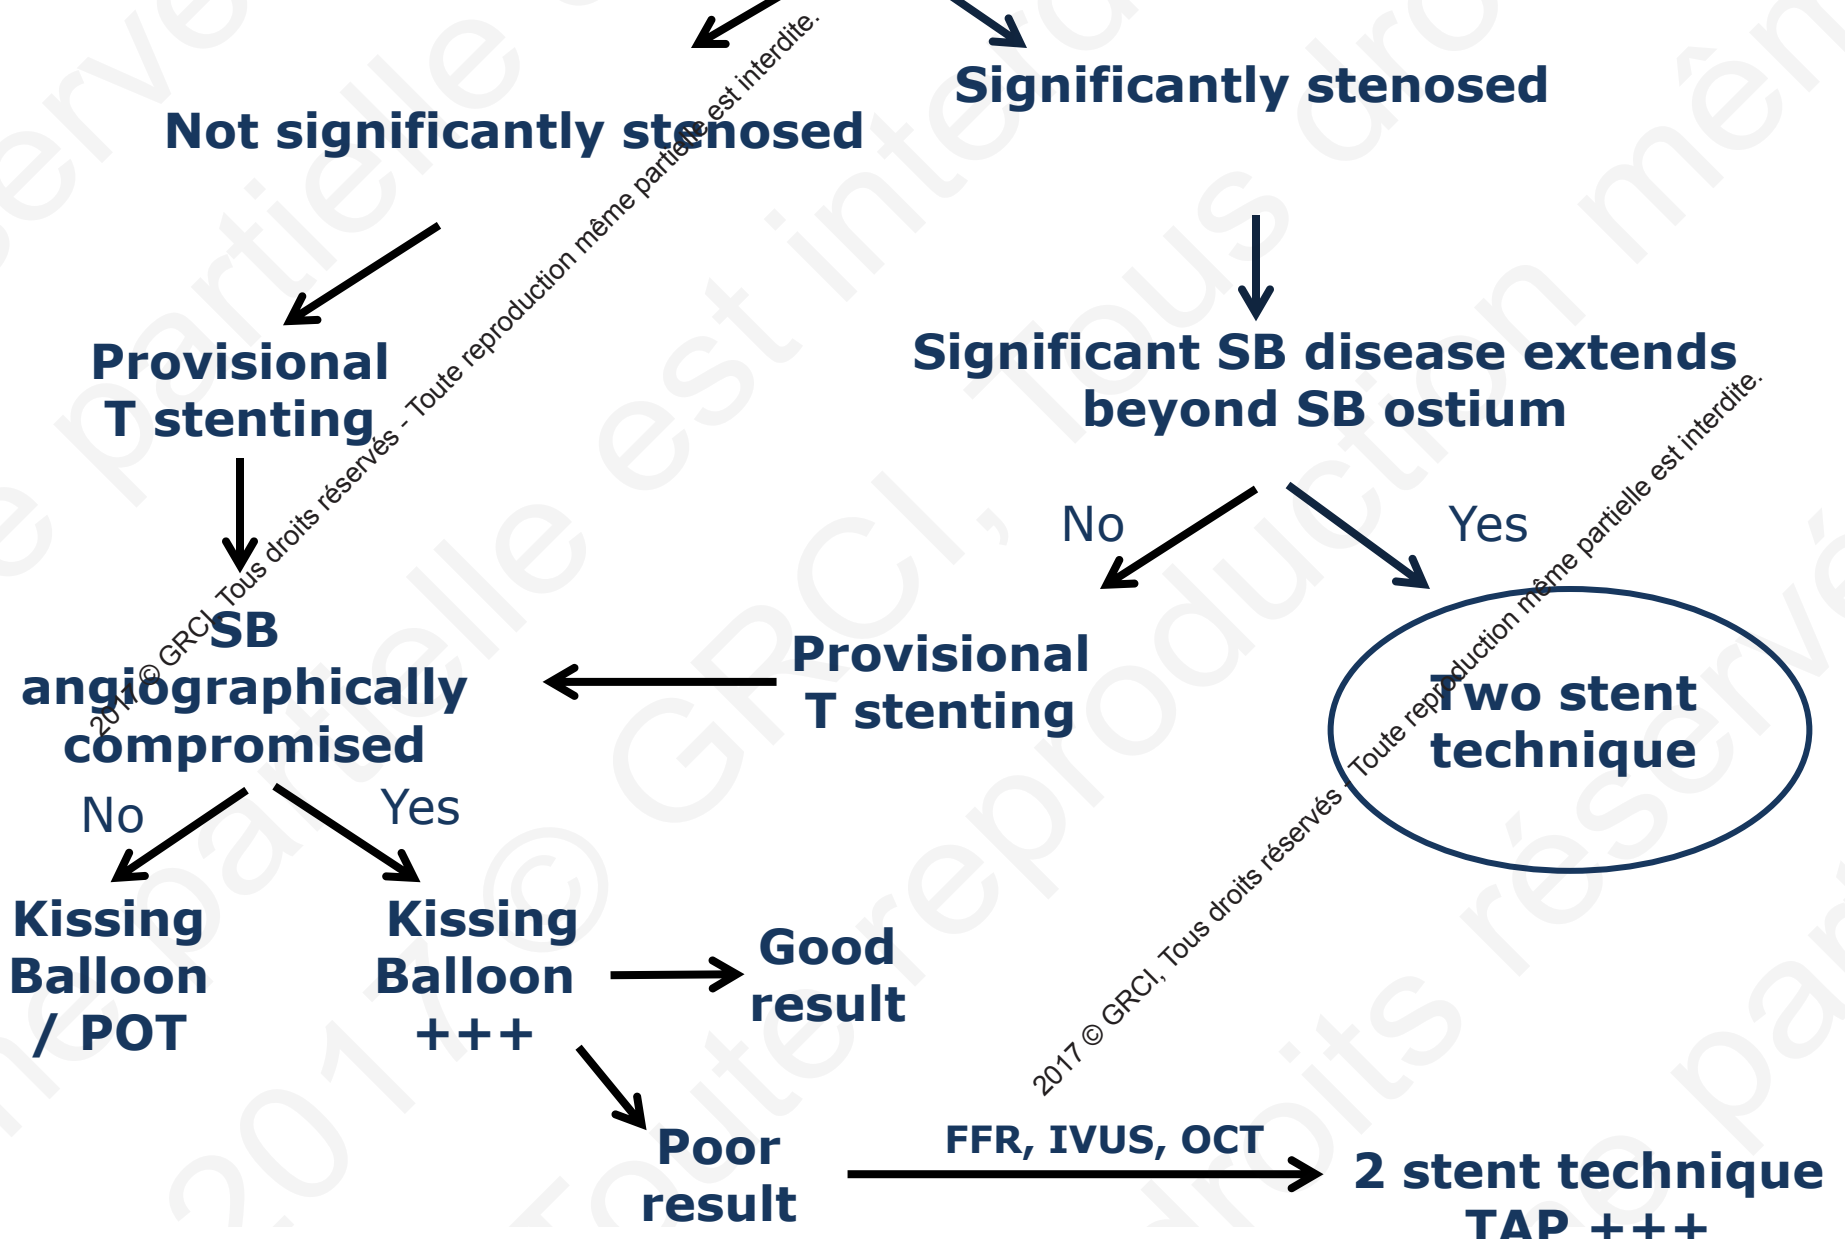 Significantly stenosed
Not significantly stenosed
Provisional
T stenting
Significant SB disease extends
beyond SB ostium
No
Yes
SB
angiographically
compromised
Provisional
T stenting
Two stent
technique
No
Yes
Kissing
Balloon
/ POT
Kissing
Balloon
+++
Good
result
Poor
result
FFR, IVUS, OCT
2 stent technique
TAP +++
2017 © GRCI, Tous droits réservés - Toute reproduction même partielle est interdite.
2017 © GRCI, Tous droits réservés - Toute reproduction même partielle est interdite.